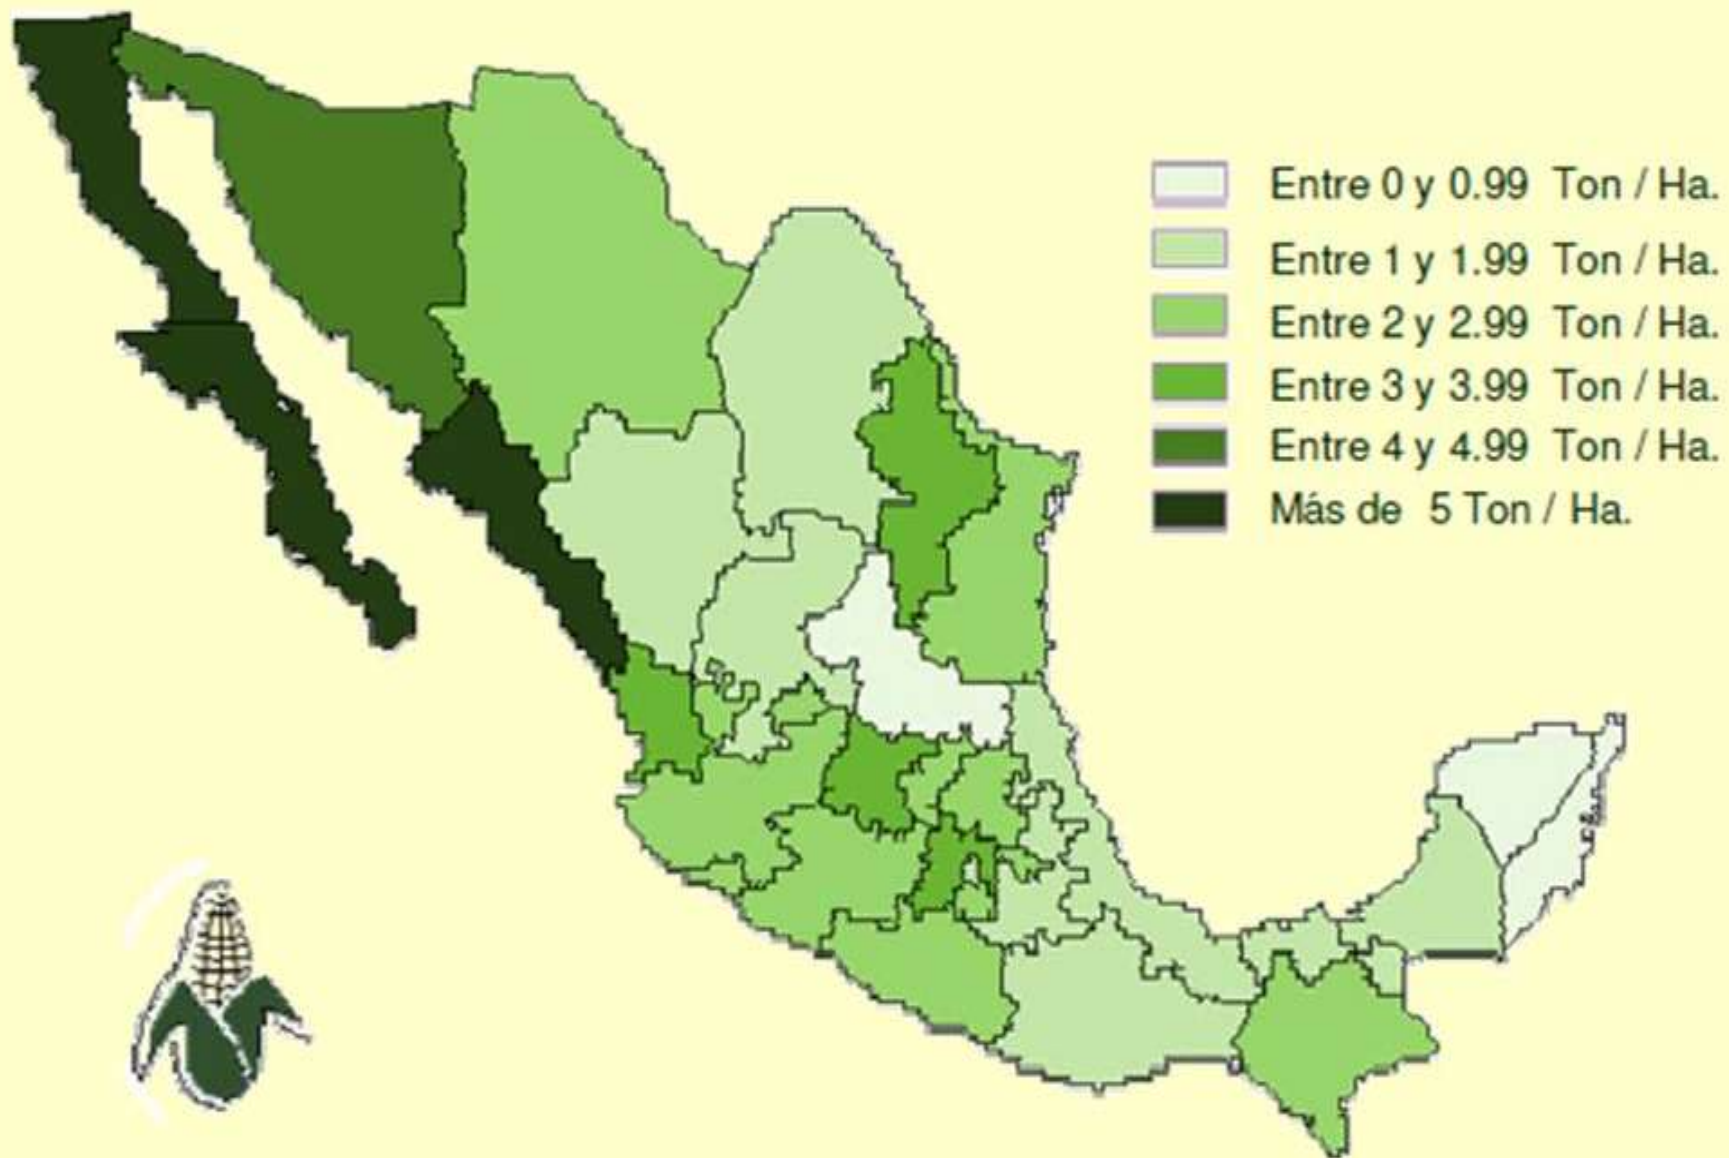 Entre 0 y 0.99 Ton / Ha.
Entre 1 y 1.99 Ton / Ha.
Entre 2 y 2.99 Ton / Ha.
Entre 3 y 3.99 Ton / Ha.
Entre 4 y 4.99 Ton / Ha.
Más de 5 Ton / Ha.